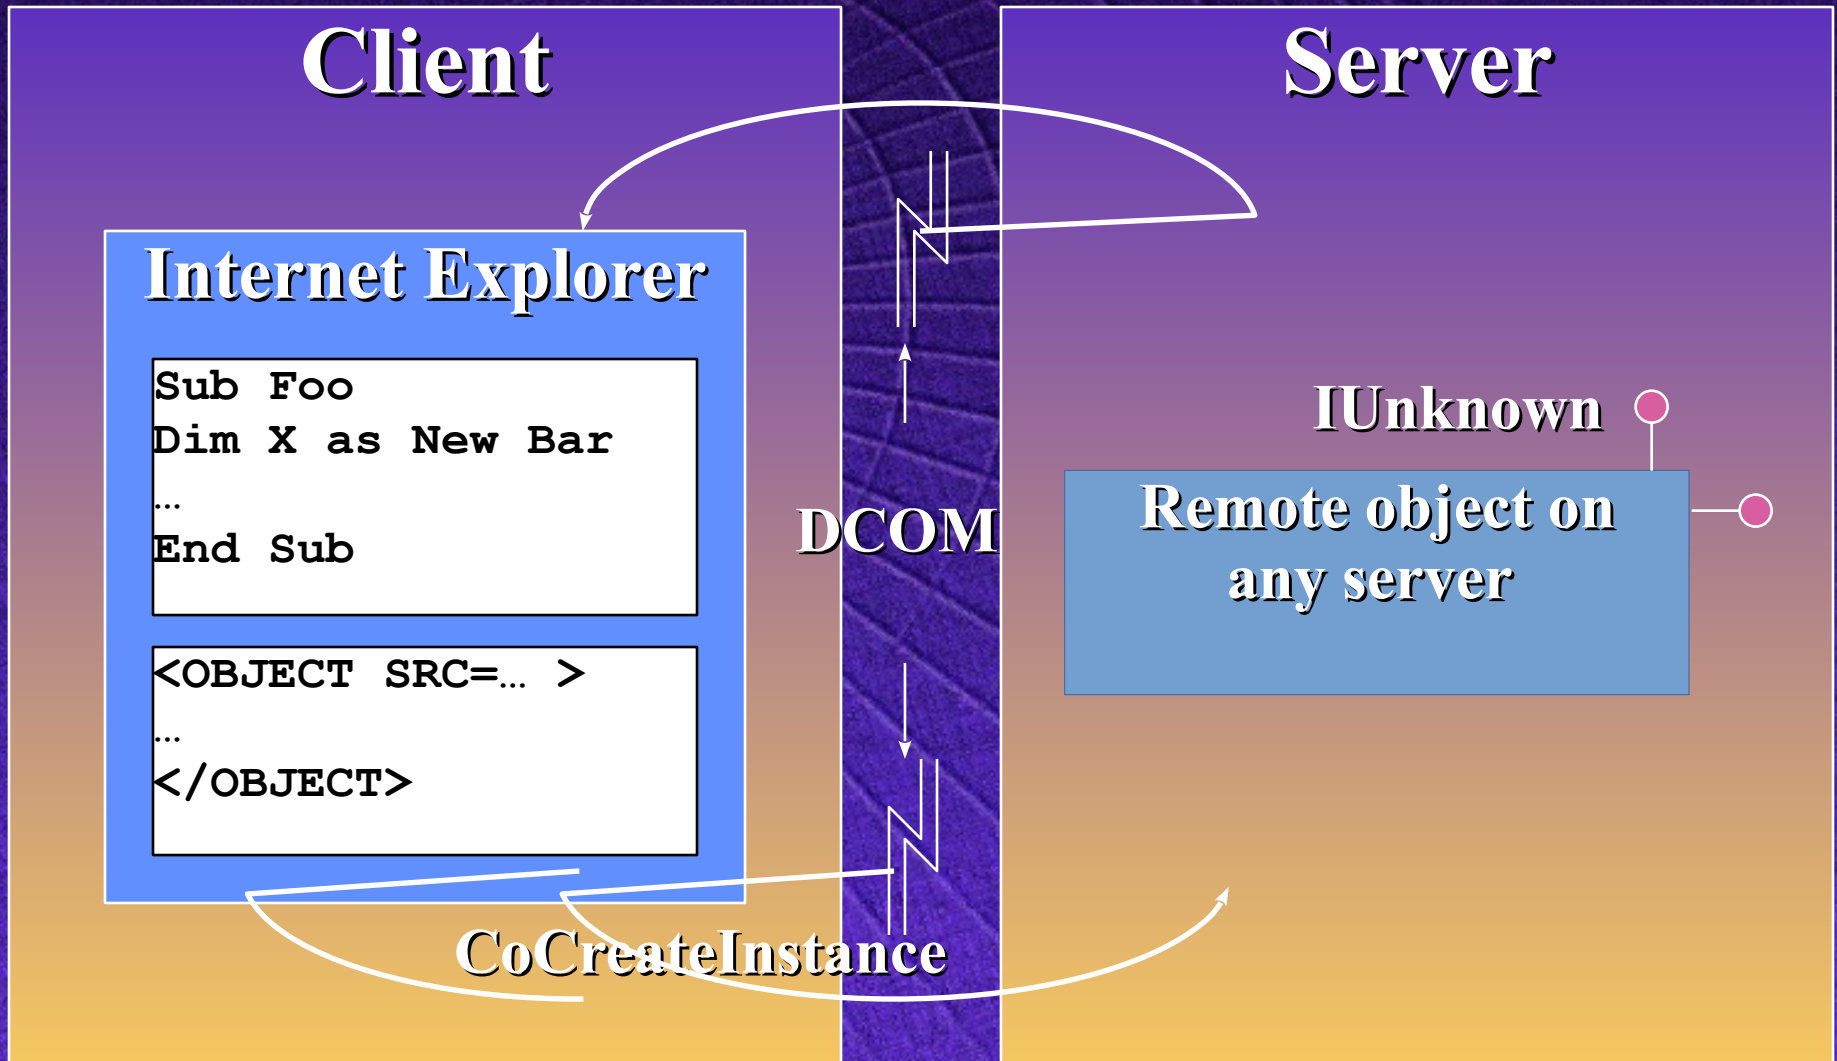 Client
Internet Explorer
Sub Foo
Dim X as New Bar
…
End Sub
<OBJECT SRC=… >
…
</OBJECT>
CoCreateInstance
DCOM
Server
IUnknown
Remote object on
any server